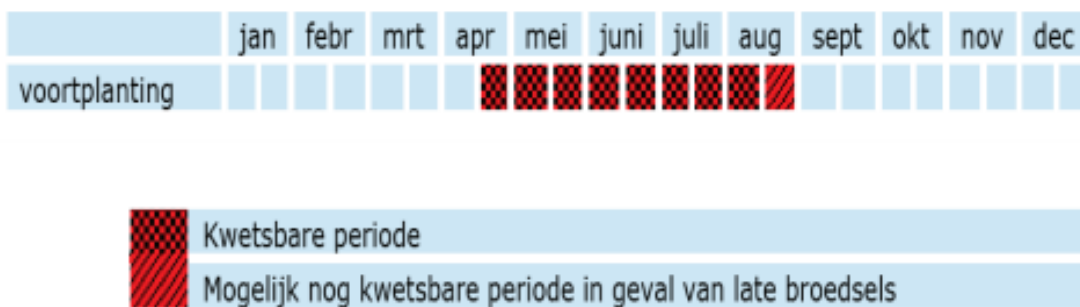 jan febr mrt apr mei juni juli aug sept okt nov dec
voortplanting
Kwetsbare periode
Mogelijk nog kwetsbare periode in geval van late broedsels